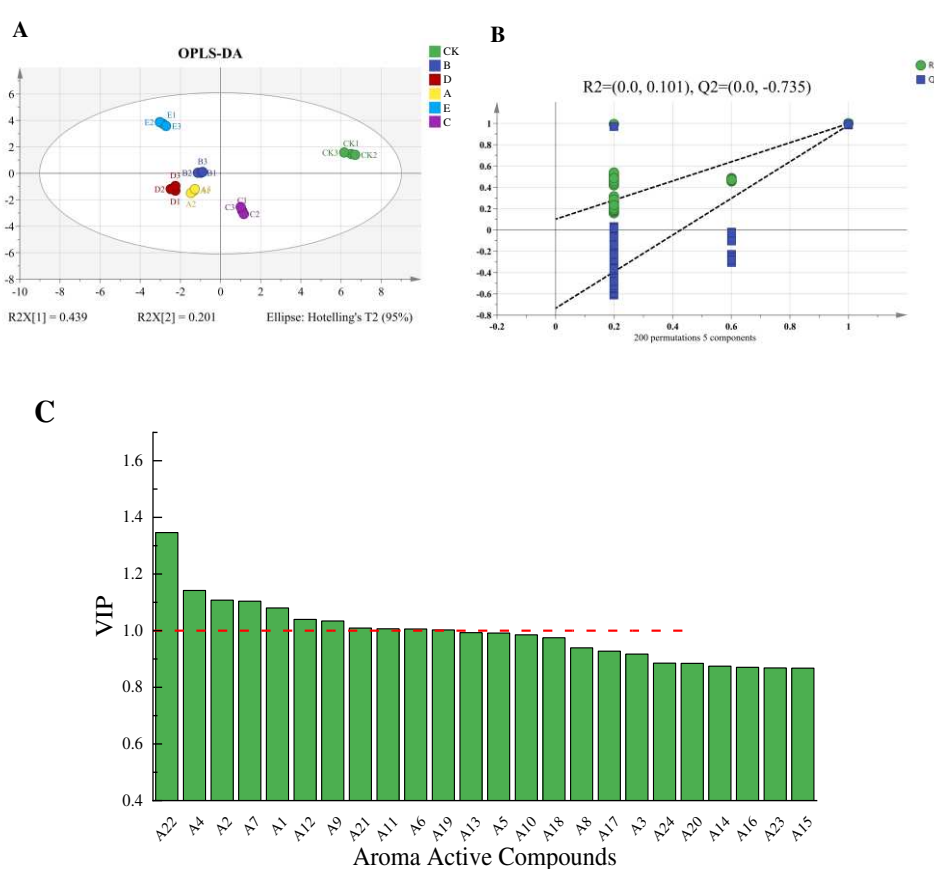 A
OPLS-DA
CK
B
D
A
E
C
6
4
2
0
-2
-4
-6
-8
-10
-8
-6
-4
-2
0
2
4
6
8
E1
E2
E3
B3
B2
B1
D3
D2
D1
A2
C1
C3
C2
CK1
CK3
CK2
R2X[1] = 0.439
R2X[2] = 0.201
Ellipse: Hotelling's T2 (95%)
B
R2=(0.0, 0.101), Q2=(0.0, -0.735)
R
Q
1
0.8
0.6
0.4
0.2
0
-0.2
-0.4
-0.6
-0.8
-0.2
0
0.2
0.4
0.6
0.8
1
200 permutations 5 components
C
VIP
1.6
1.4
1.2
1.0
0.8
0.6
0.4
A22
A4
A2
A7
A1
A12
A9
A21
A11
A6
A19
A13
A5
A10
A18
A8
A17
A3
A24
A20
A14
A16
A23
A15
Aroma Active Compounds